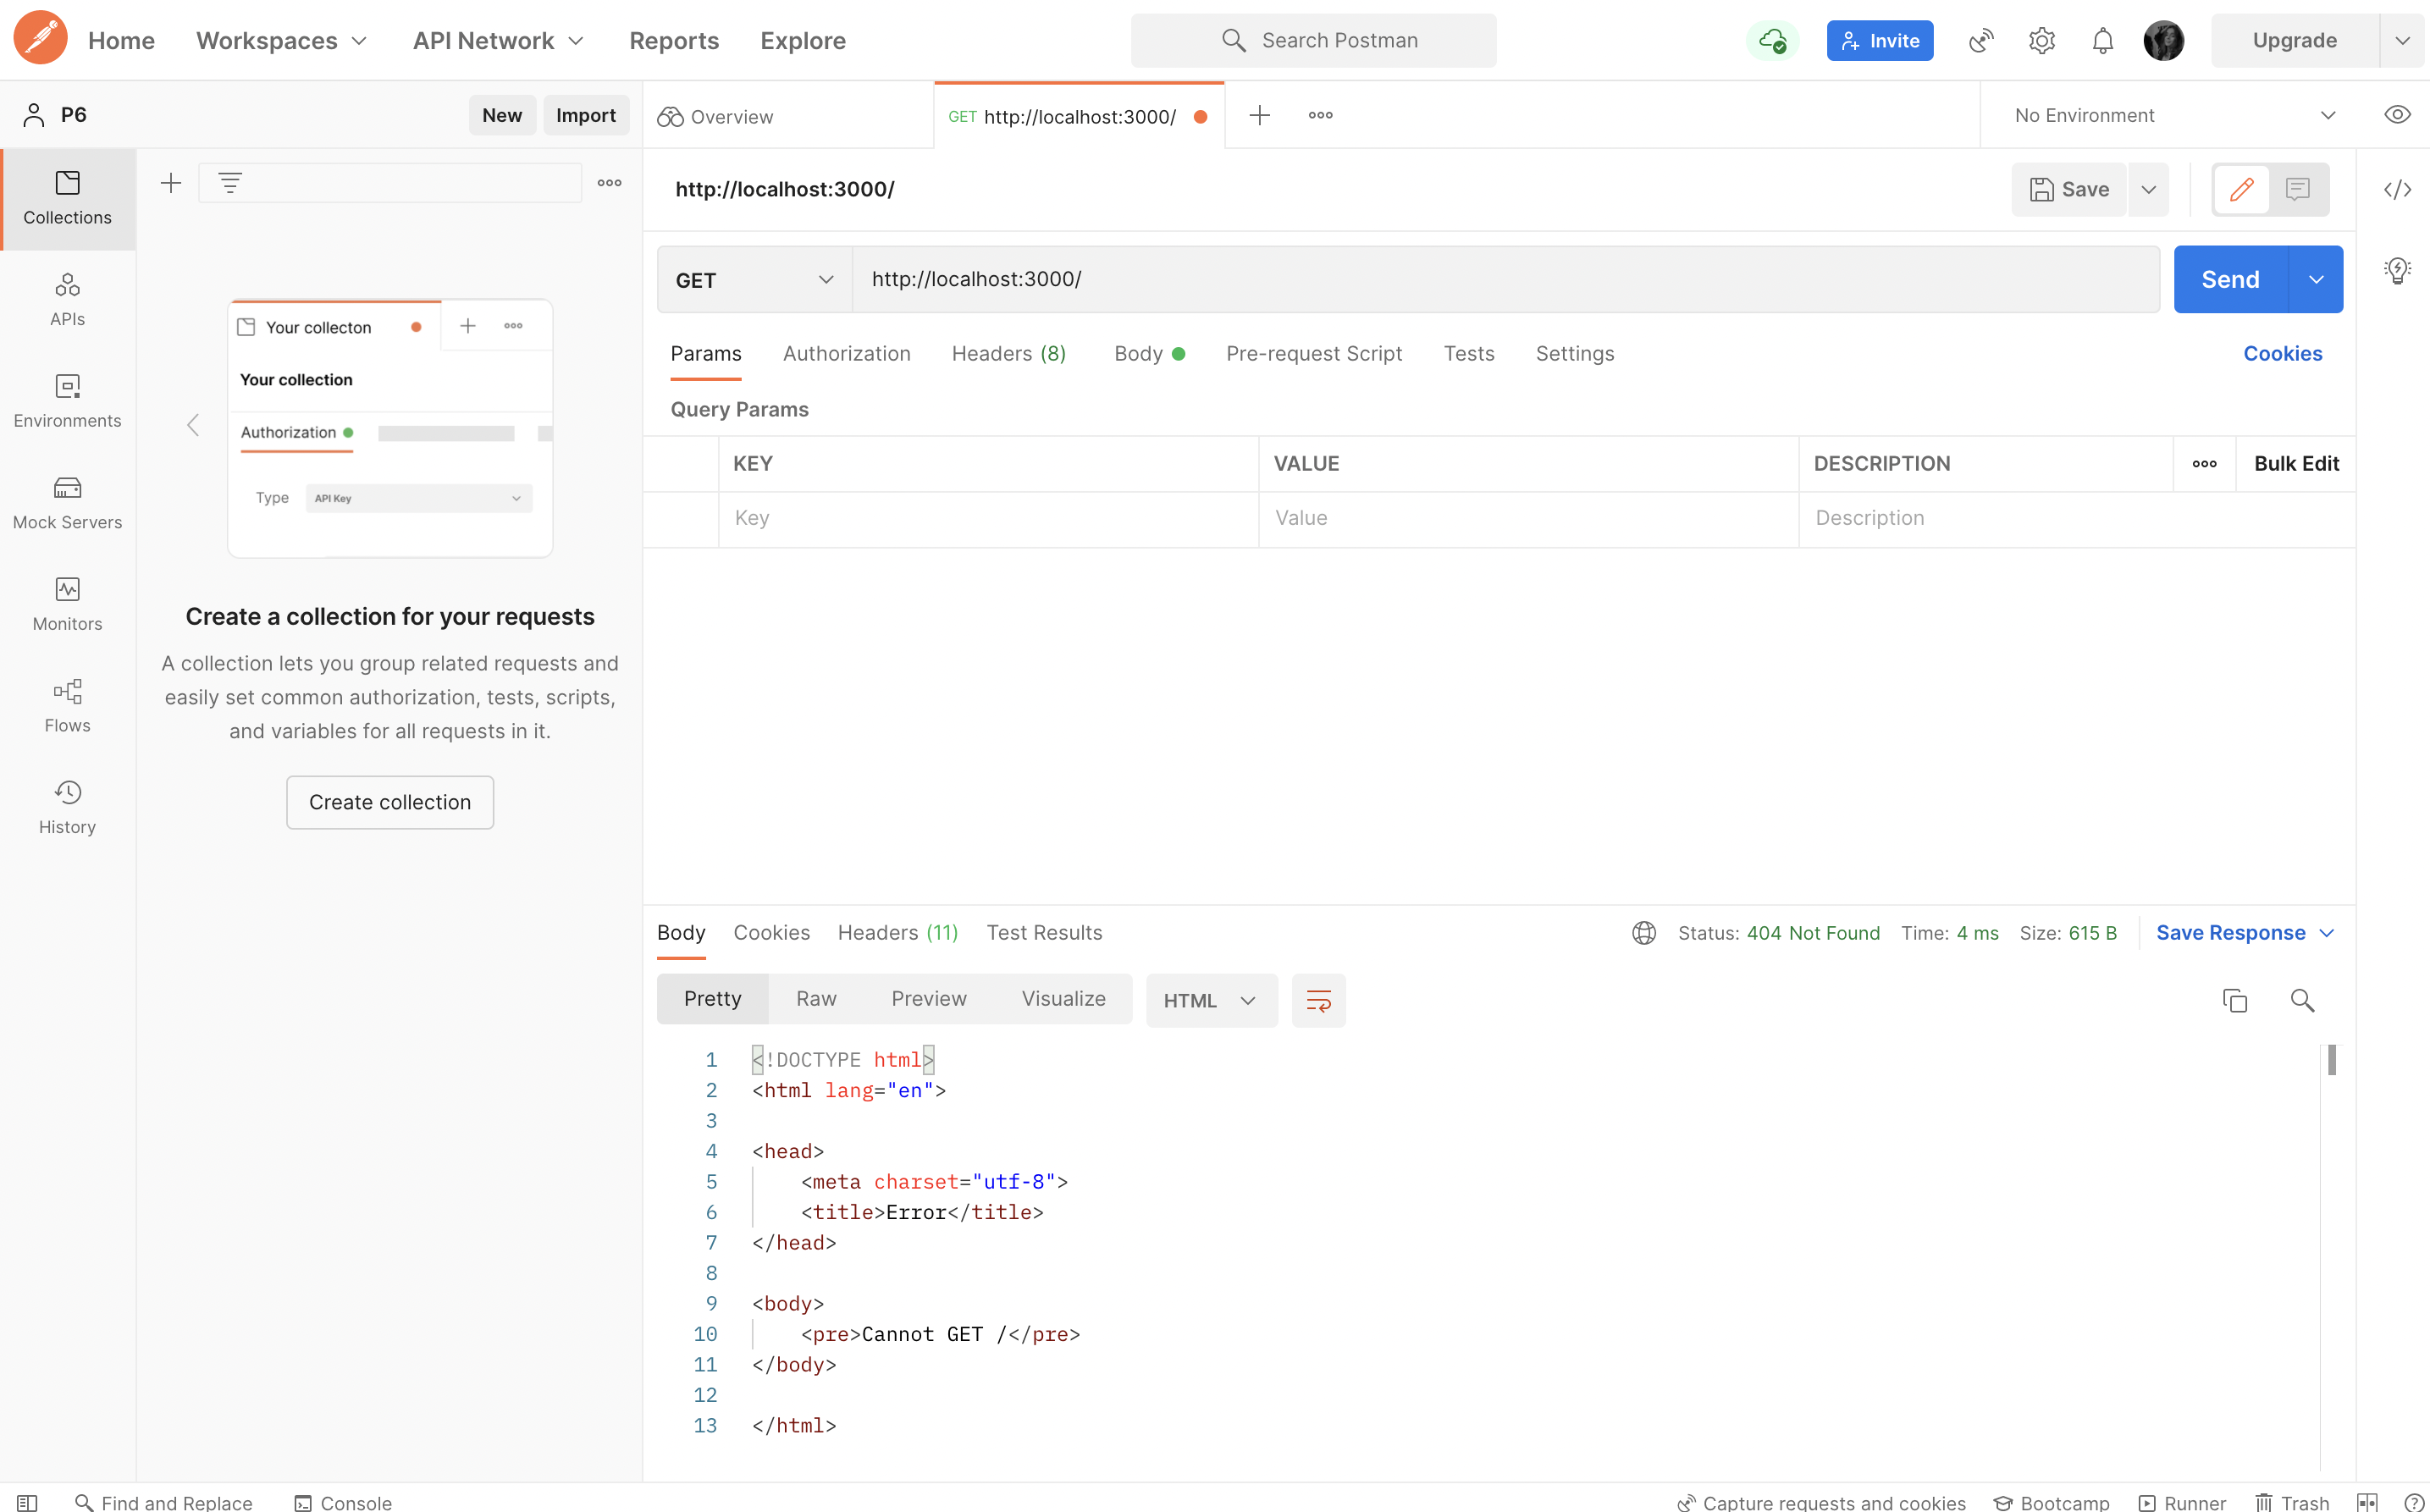 Home Workspaces API Network Reports Explore Search Postman Invite Upgrade
P6 New Import
Overview GET http://localhost:3000/ No Environment
Collections
APIs
Environments
Mock Servers
Monitors
Flows
History
Your collecton
Your collection
Authorization
Type API Key
Create a collection for your requests
A collection lets you group related requests and
easily set common authorization, tests, scripts,
and variables for all requests in it.
Create collection
http://localhost:3000/ Save
GET http://localhost:3000/ Send
Params Authorization Headers (8) Body Pre-request Script Tests Settings Cookies
Query Params
KEY VALUE DESCRIPTION Bulk Edit
Key Value Description
Body Cookies Headers (11) Test Results Status: 404 Not Found Time: 4 ms Size: 615 B Save Response
Pretty Raw Preview Visualize HTML
1 <!DOCTYPE html>
2 <html lang="en">
3
4 <head>
5 <meta charset="utf-8">
6 <title>Error</title>
7 </head>
8
9 <body>
10 <pre>Cannot GET /</pre>
11 </body>
12
13 </html>
Find and Replace Console Capture requests and cookies Bootcamp Runner Trash